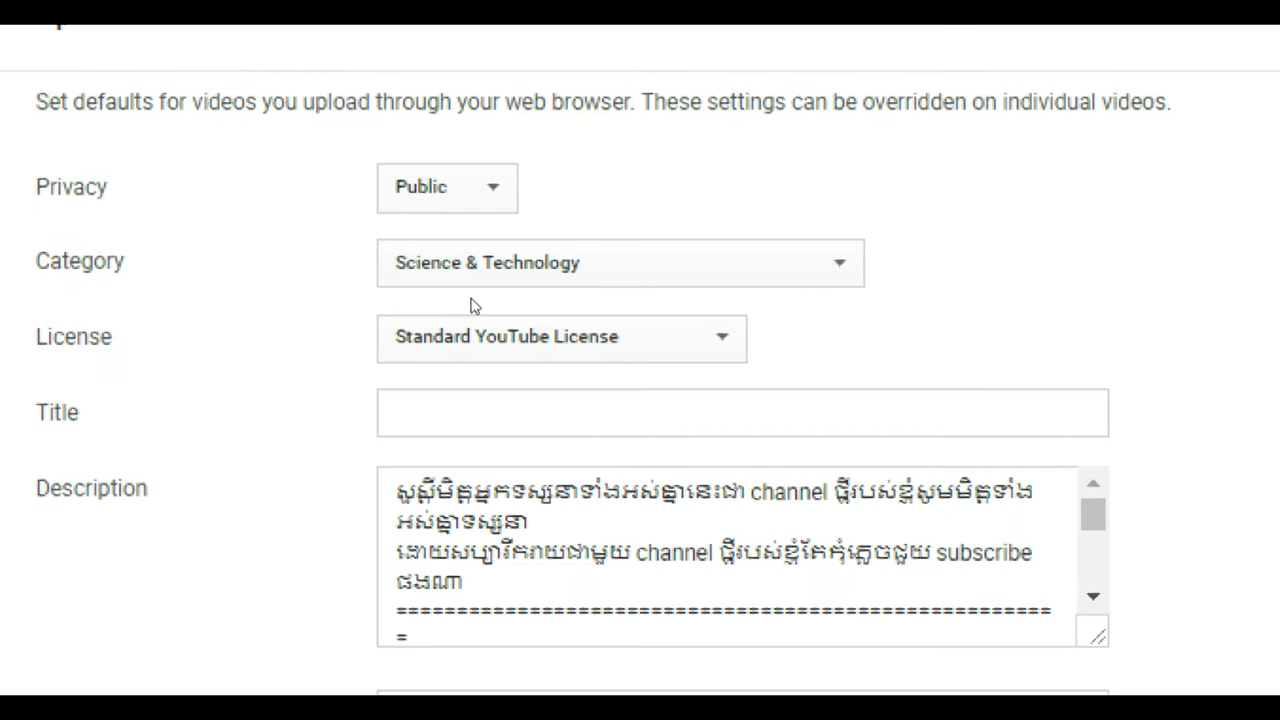 Set defaults for videos you upload through your web browser. These settings can be overridden on individual videos.
Privacy
Public
Category
Science & Technology
License
Standard YouTube License
Title
Description
សួស្តីមិត្តអ្នកទស្សនាទាំងអស់គ្នានេះជា channel ថ្មីរបស់ខ្ញុំសូមមិត្តទាំង
អស់គ្នាទស្សនា
ដោយសប្បារីករាយជាមួយ channel ថ្មីរបស់ខ្ញុំតែកុំភ្លេចជួយ subscribe
ផងណា
======================================================
=